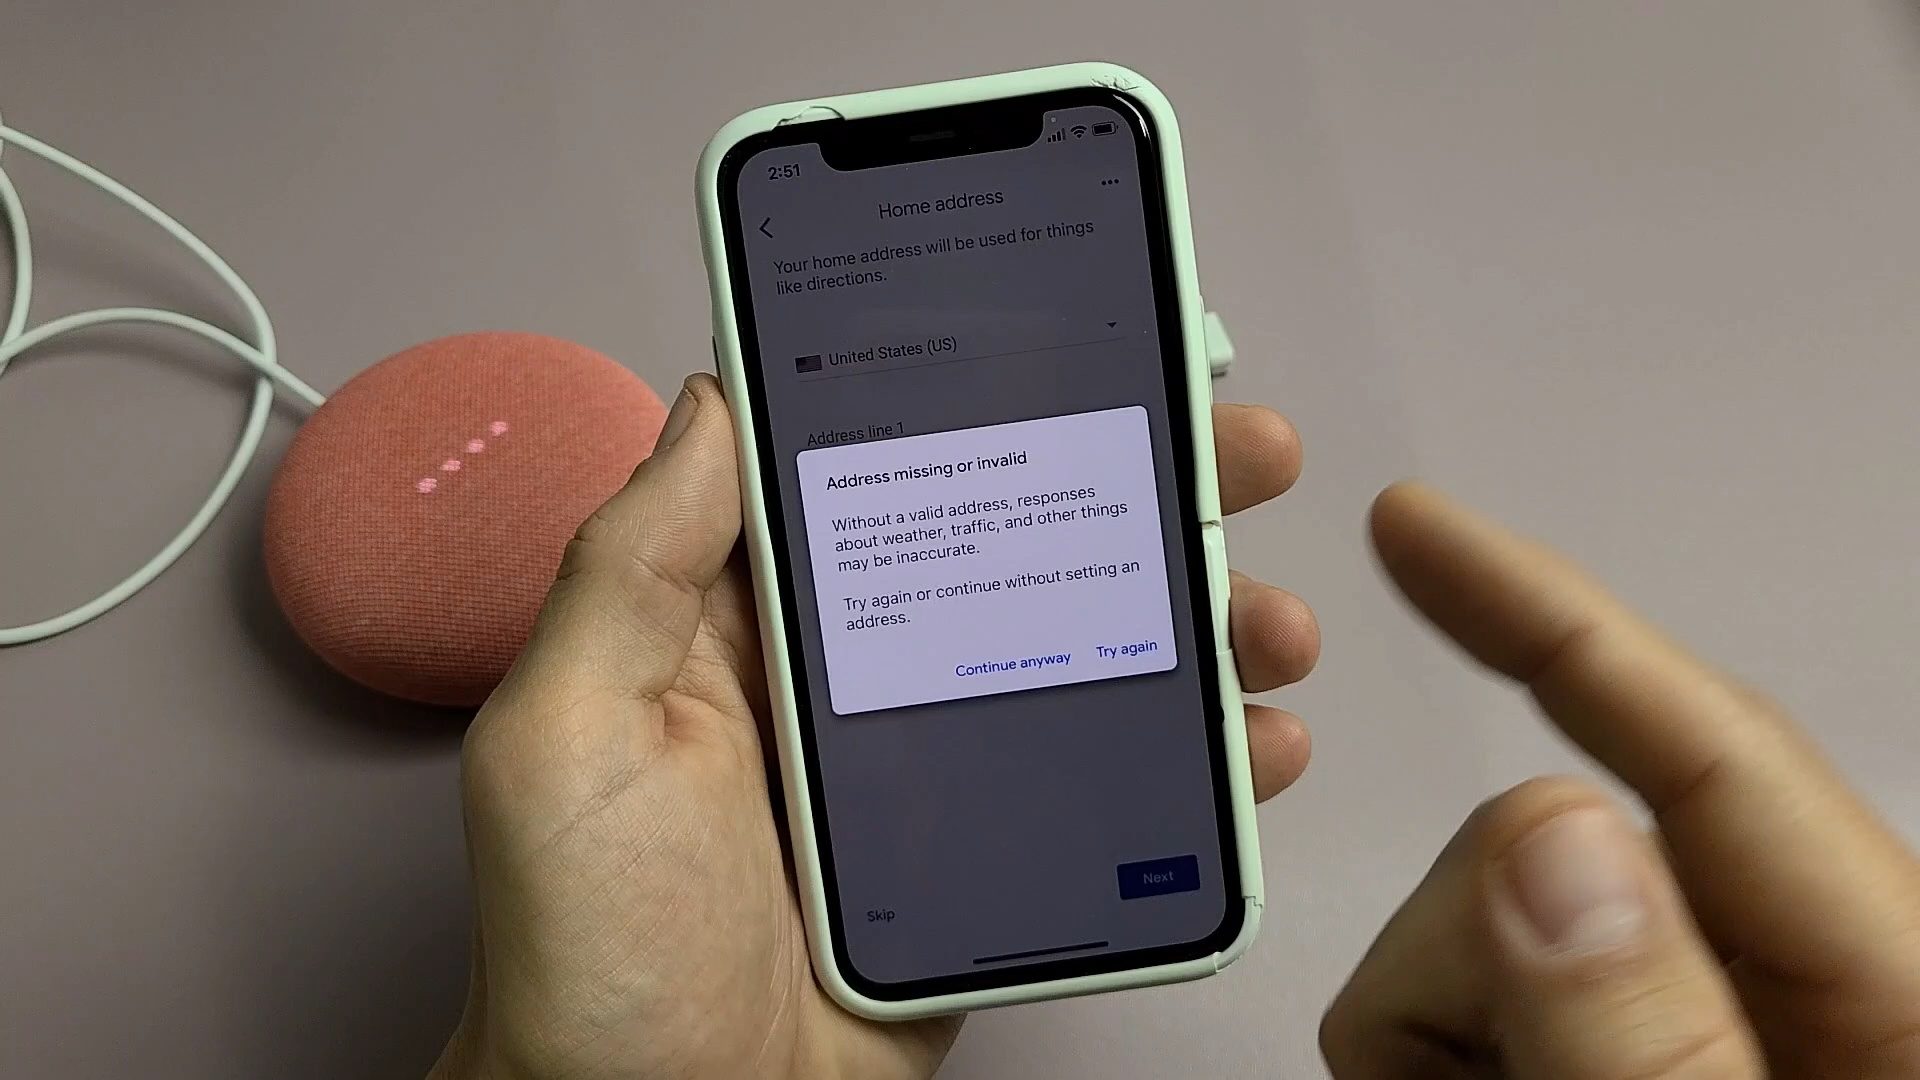 2:51
Home address
Your home address will be used for things
like directions.
United States (US)
Address line 1
Address missing or invalid
Without a valid address, responses
about weather, traffic, and other things
may be inaccurate.
Try again or continue without setting an
address.
Continue anyway Try again
Next
Skip